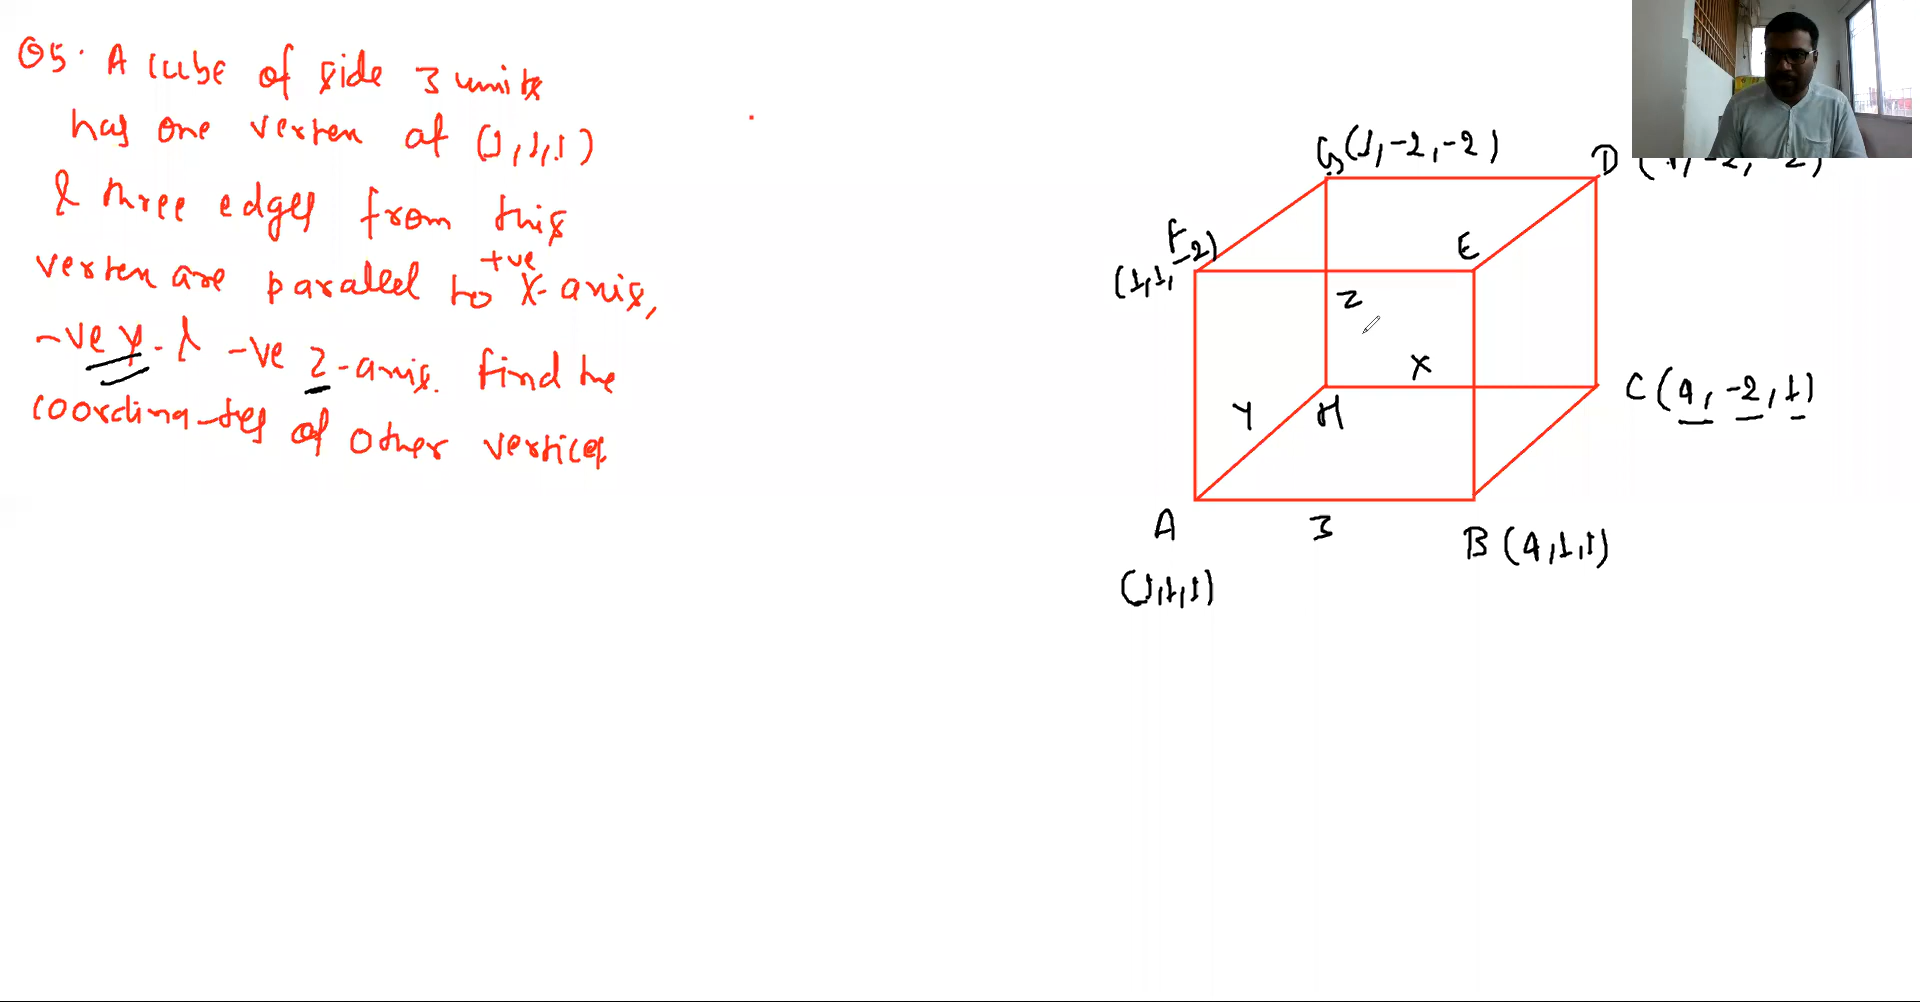 Q5. A cube of side 3 units
has one vertex at (1,1,1)
& three edges from this
vertex are parallel to +ve X-axis,
-ve y- & -ve z-axis. Find the
coordina-tes of other vertices
G(1,-2,-2)
D
F
(1,1,-2)
E
Z
X
Y
H
C(4,-2,1)
A
3
B(4,1,1)
(1,1,1)